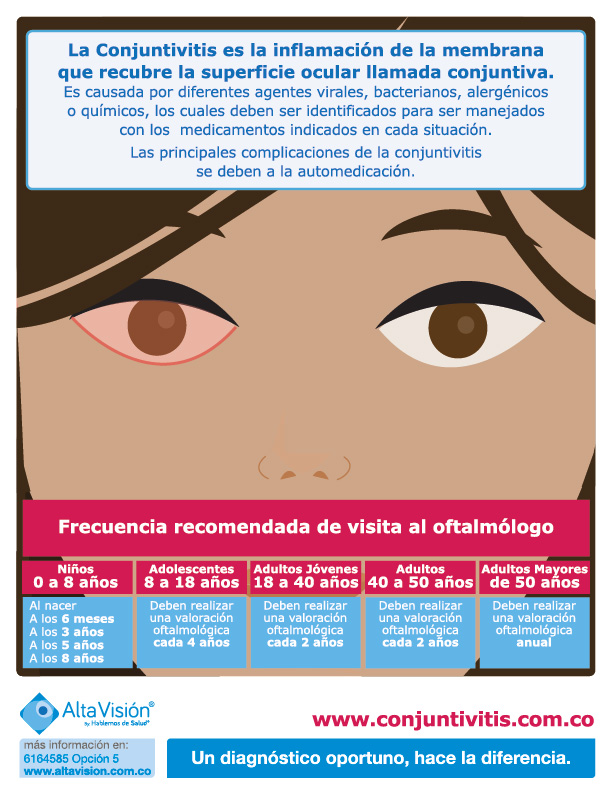 La Conjuntivitis es la inflamación de la membrana
que recubre la superficie ocular llamada conjuntiva.
Es causada por diferentes agentes virales, bacterianos, alergénicos
o químicos, los cuales deben ser identificados para ser manejados
con los medicamentos indicados en cada situación.
Las principales complicaciones de la conjuntivitis
se deben a la automedicación.
Frecuencia recomendada de visita al oftalmólogo
Niños
0 a 8 años
Al nacer
A los 6 meses
A los 3 años
A los 5 años
A los 8 años
Adolescentes
8 a 18 años
Deben realizar
una valoración
oftalmológica
cada 4 años
Adultos Jóvenes
18 a 40 años
Deben realizar
una valoración
oftalmológica
cada 2 años
Adultos
40 a 50 años
Deben realizar
una valoración
oftalmológica
cada 2 años
Adultos Mayores
de 50 años
Deben realizar
una valoración
oftalmológica
anual
AltaVisión®
By Hablemos de Salud®
más información en:
6164585 Opción 5
www.altavision.com.co
www.conjuntivitis.com.co
Un diagnóstico oportuno, hace la diferencia.